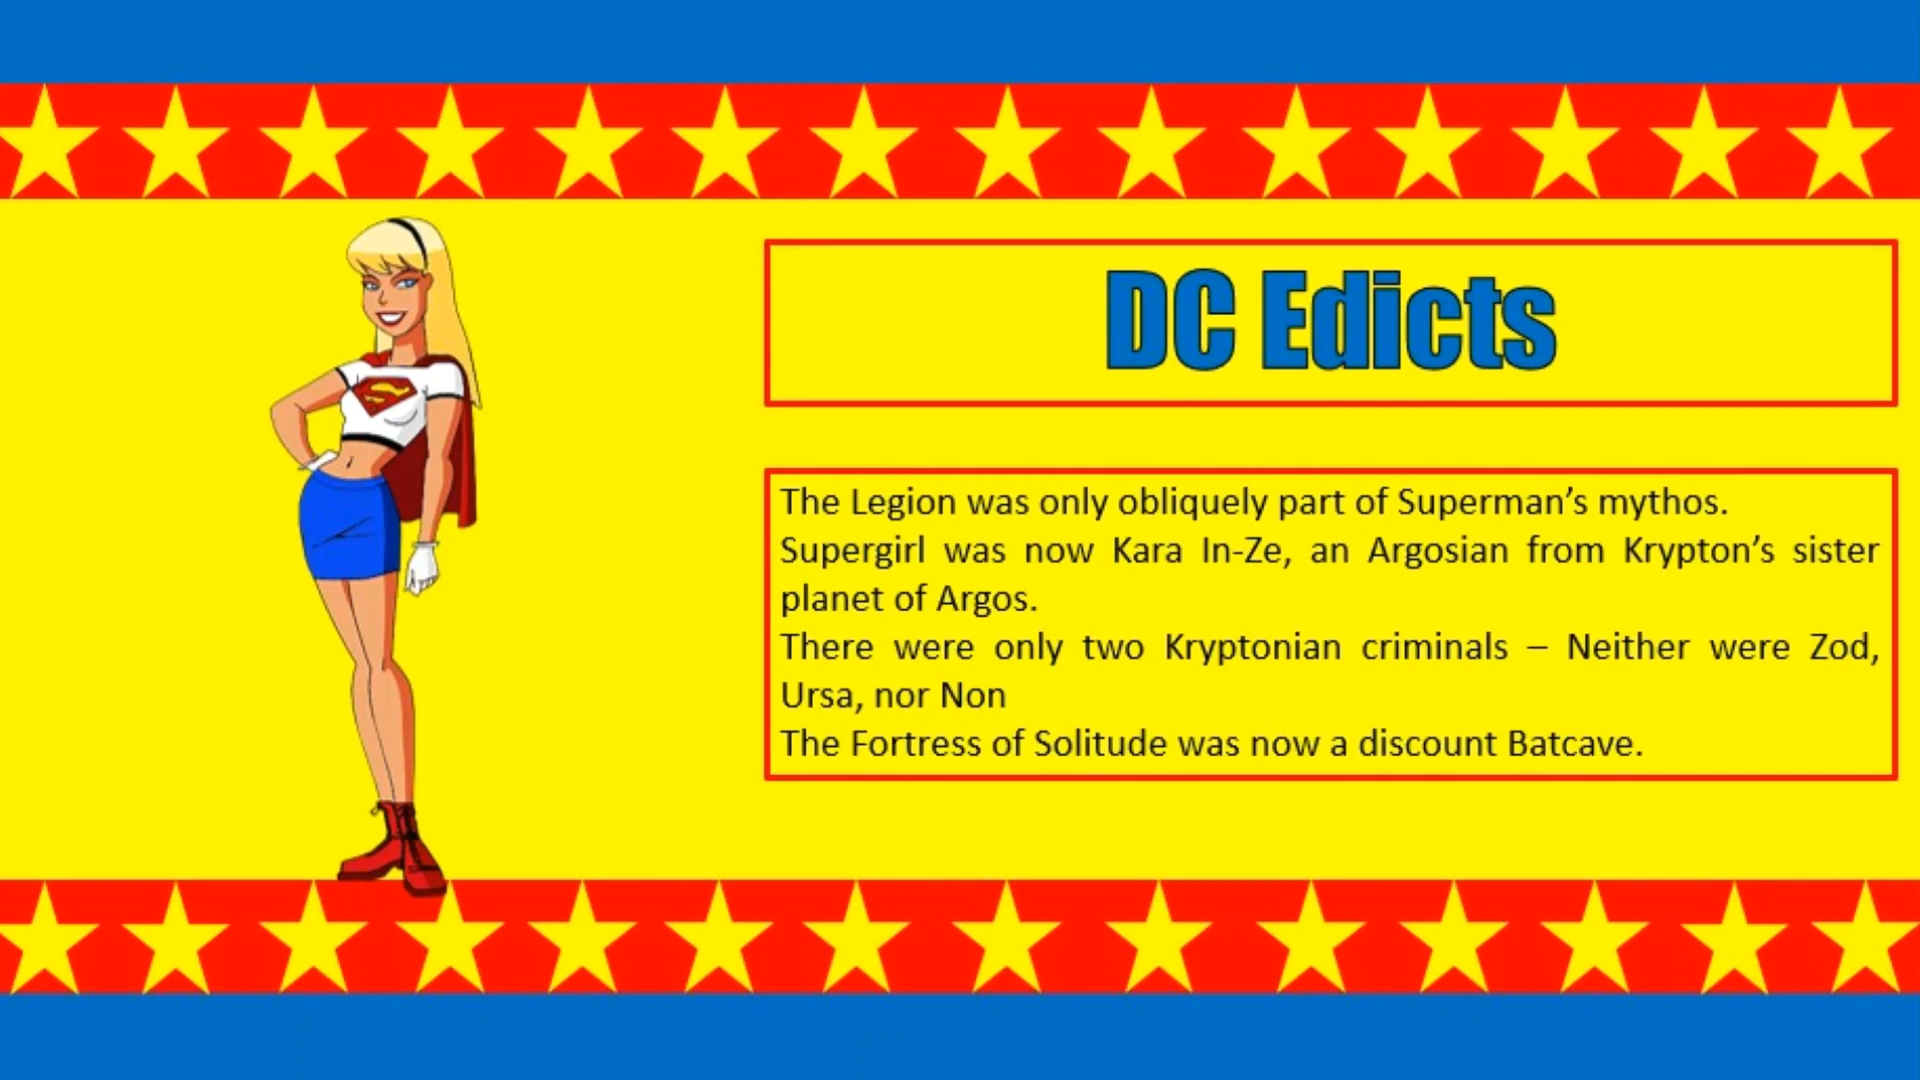 DC Edicts
The Legion was only obliquely part of Superman’s mythos.
Supergirl was now Kara In-Ze, an Argosian from Krypton’s sister
planet of Argos.
There were only two Kryptonian criminals – Neither were Zod,
Ursa, nor Non
The Fortress of Solitude was now a discount Batcave.